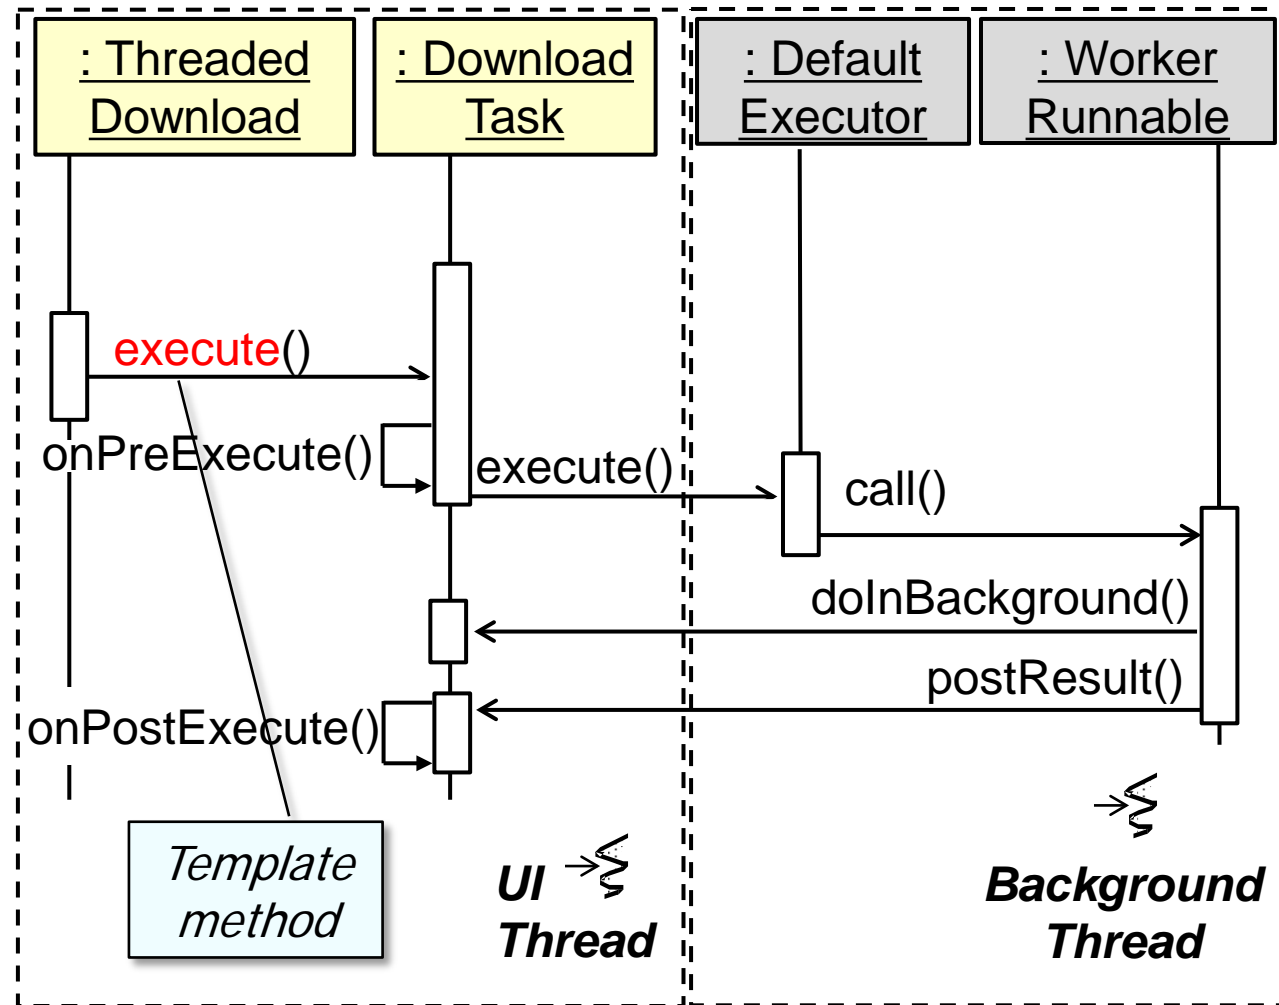 : Threaded
Download
: Download
Task
: Default
Executor
: Worker
Runnable
execute()
onPreExecute()
execute()
call()
doInBackground()
postResult()
onPostExecute()
Template
method
UI
Thread
Background
Thread